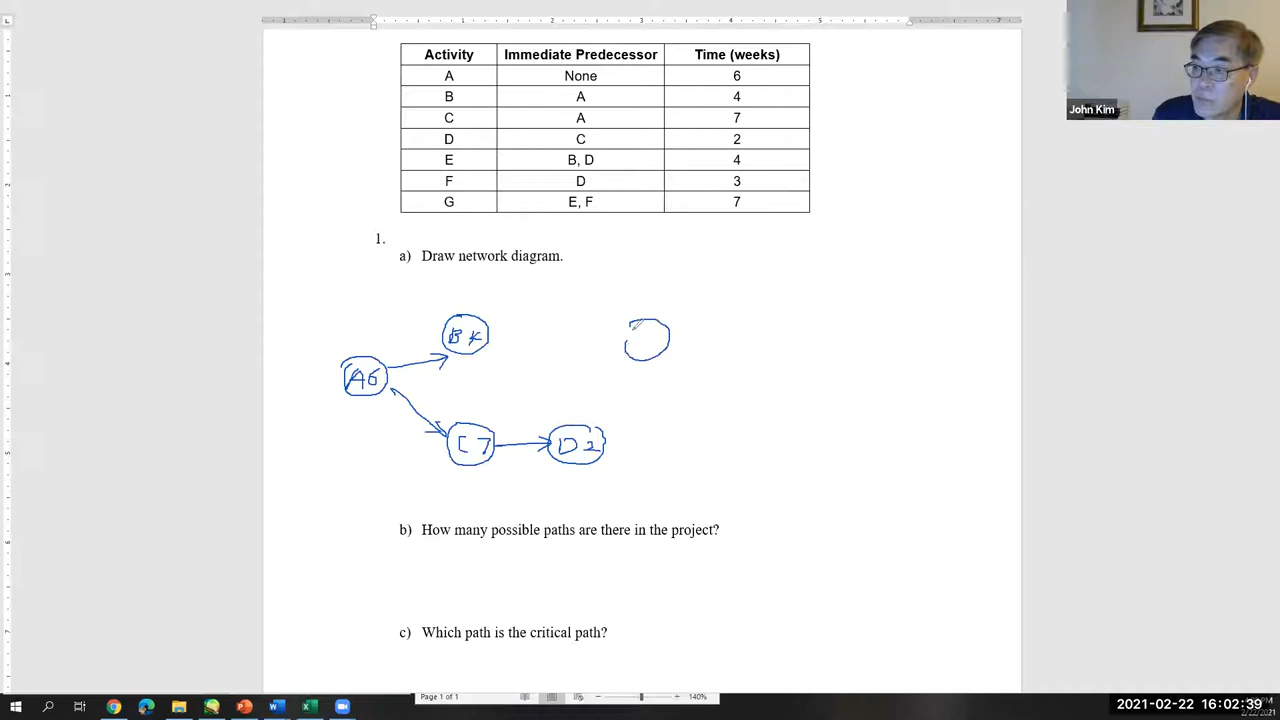 Activity Immediate Predecessor Time (weeks)
A None 6
B A 4
C A 7
D C 2
E B, D 4
F D 3
G E, F 7
John Kim
1.
a) Draw network diagram.
B 4
A 6
C 7 D 2
b) How many possible paths are there in the project?
c) Which path is the critical path?
Page 1 of 1
140%
2021-02-22 16:02:39